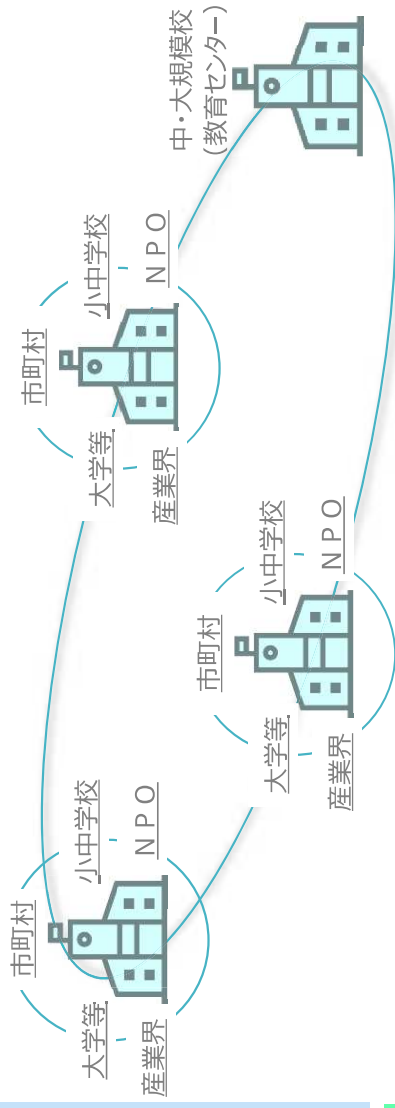 市町村
小中学校
大学等
NPO
産業界
市町村
小中学校
大学等
NPO
産業界
市町村
小中学校
大学等
NPO
産業界
中・大規模校
（教育センター）